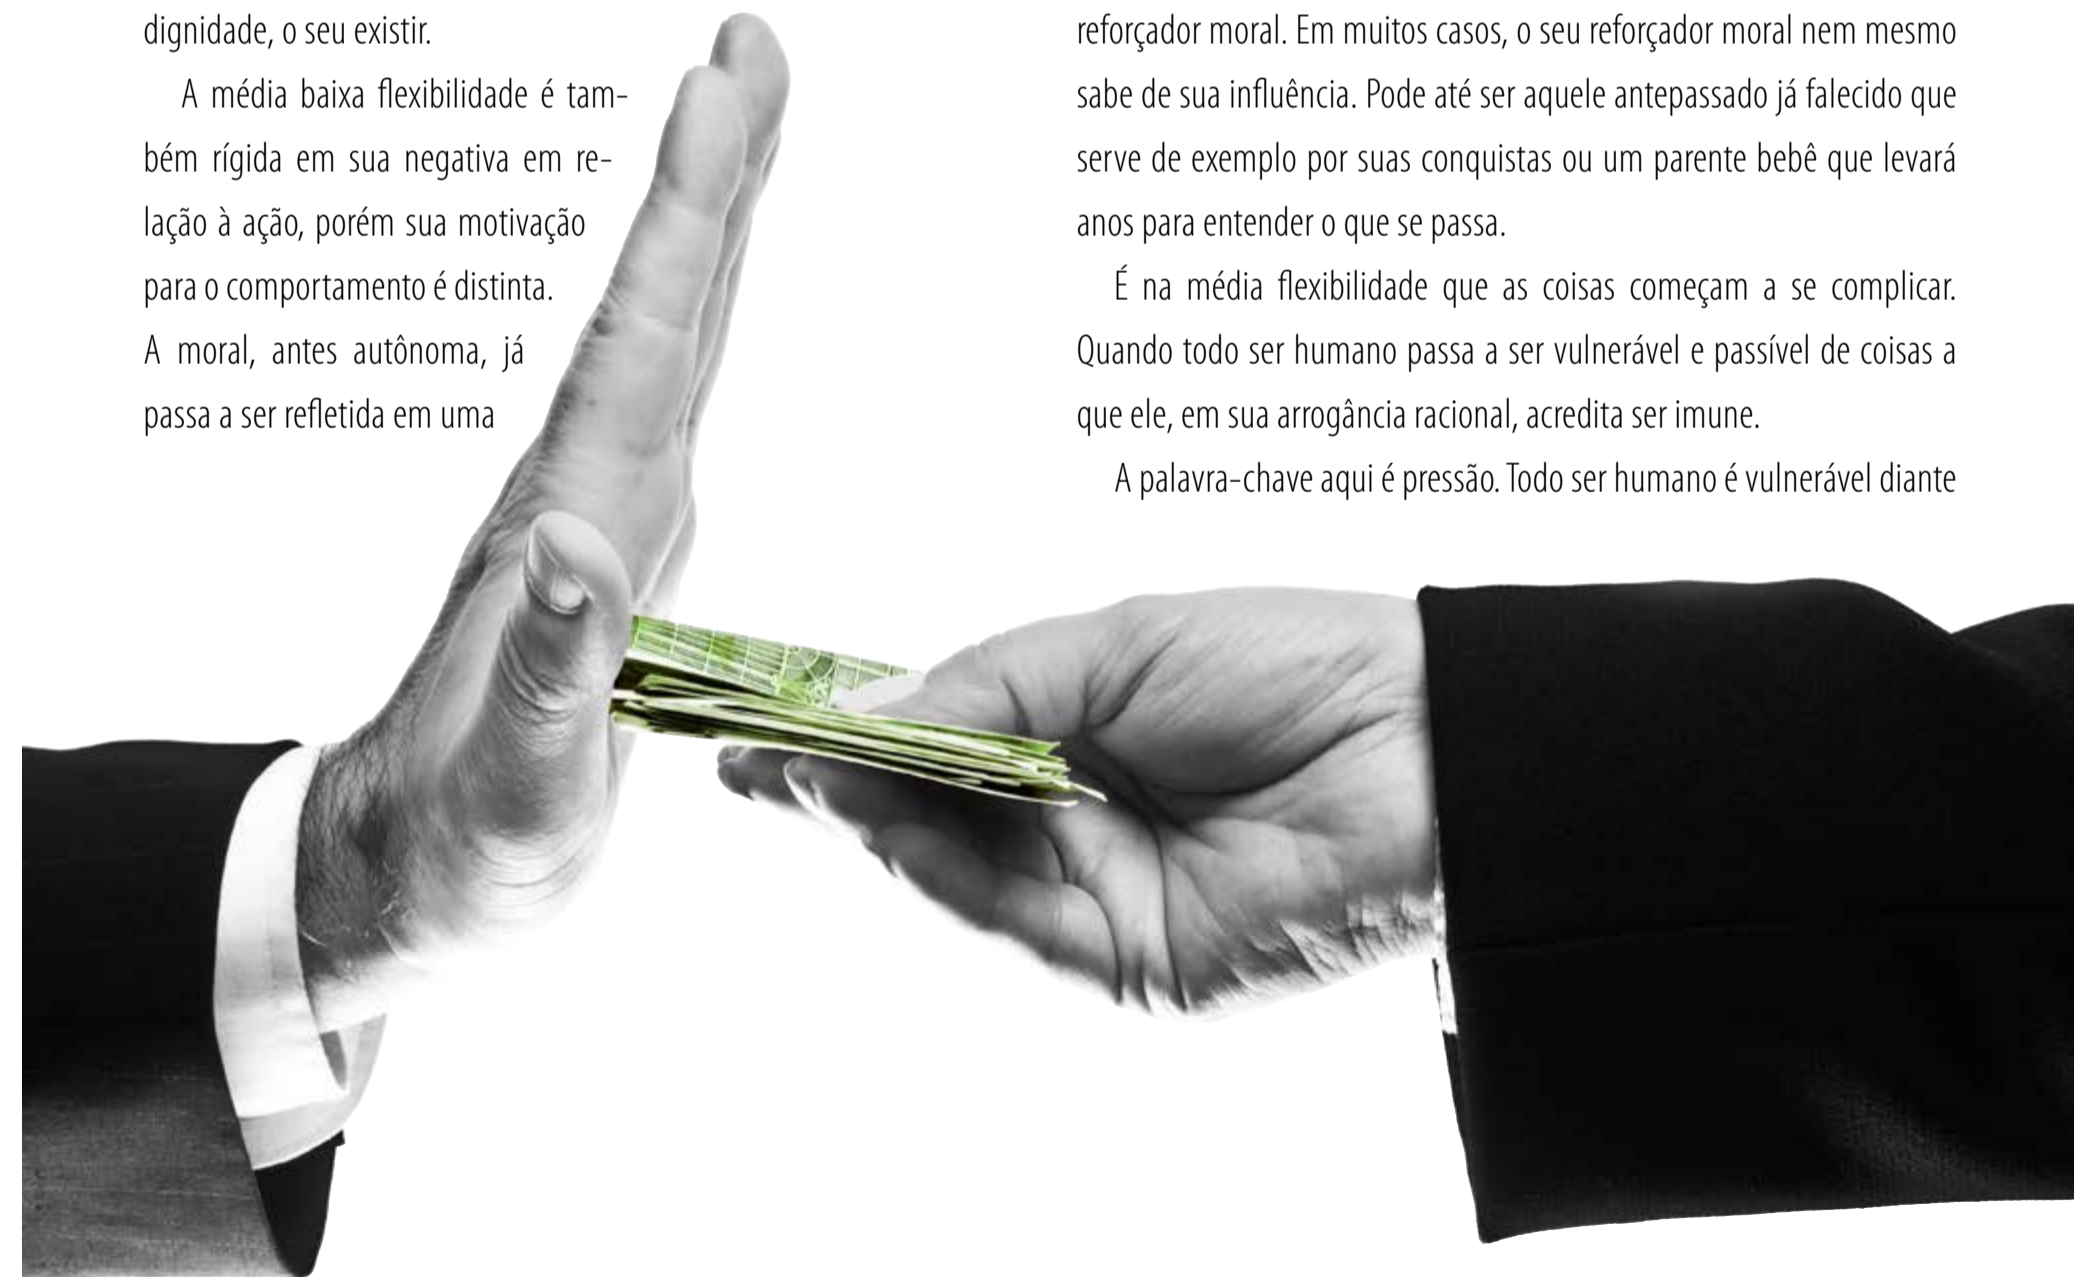 dignidade, o seu existir.
A média baixa flexibilidade é tam-
bém rígida em sua negativa em re-
lação à ação, porém sua motivação
para o comportamento é distinta.
A moral, antes autônoma, já
passa a ser refletida em uma
reforçador moral. Em muitos casos, o seu reforçador moral nem mesmo
sabe de sua influência. Pode até ser aquele antepassado já falecido que
serve de exemplo por suas conquistas ou um parente bebê que levará
anos para entender o que se passa.
É na média flexibilidade que as coisas começam a se complicar.
Quando todo ser humano passa a ser vulnerável e passível de coisas a
que ele, em sua arrogância racional, acredita ser imune.
A palavra-chave aqui é pressão. Todo ser humano é vulnerável diante